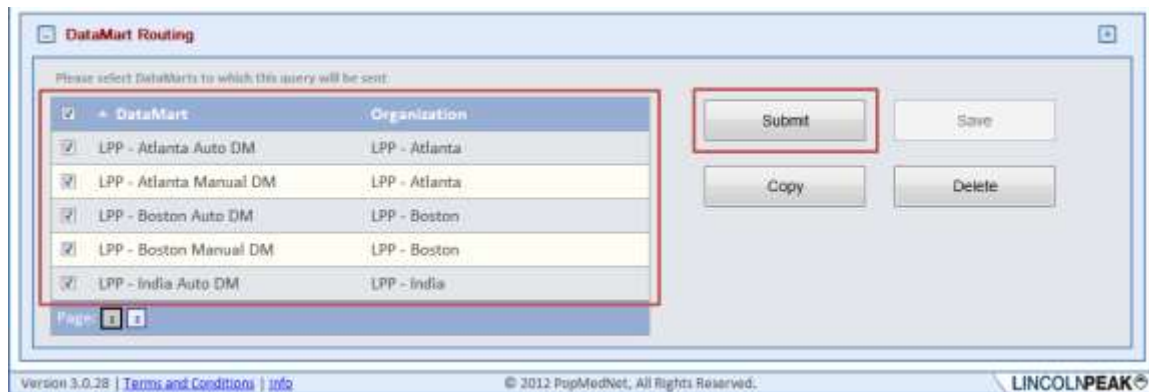 DataMart Routing
Please select DataMarts to which this query will be sent
DataMart Organization
LPP - Atlanta Auto DM LPP - Atlanta
LPP - Atlanta Manual DM LPP - Atlanta
LPP - Boston Auto DM LPP - Boston
LPP - Boston Manual DM LPP - Boston
LPP - India Auto DM LPP - India
Page:
Submit Save
Copy Delete
Version 3.0.28 | Terms and Conditions | Info © 2012 PopMedNet, All Rights Reserved. LINCOLNPEAK